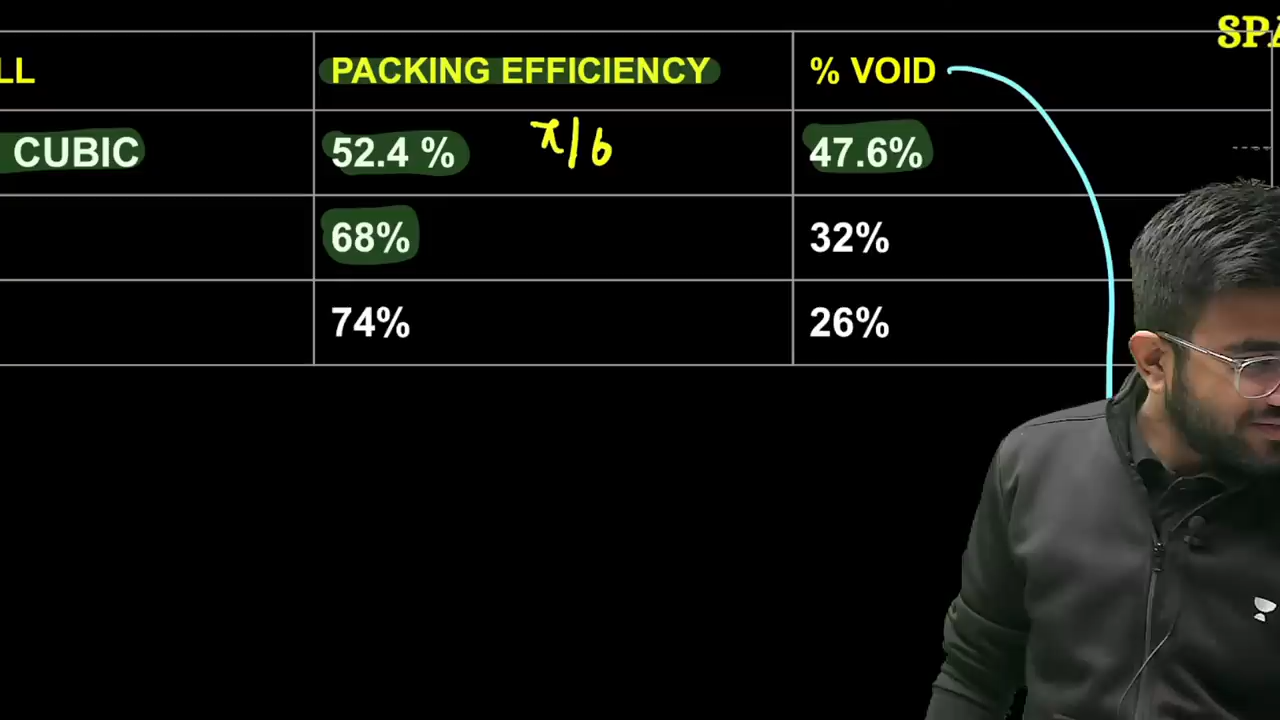 LL PACKING EFFICIENCY % VOID
CUBIC 52.4 % π/6 47.6%
68% 32%
74% 26%